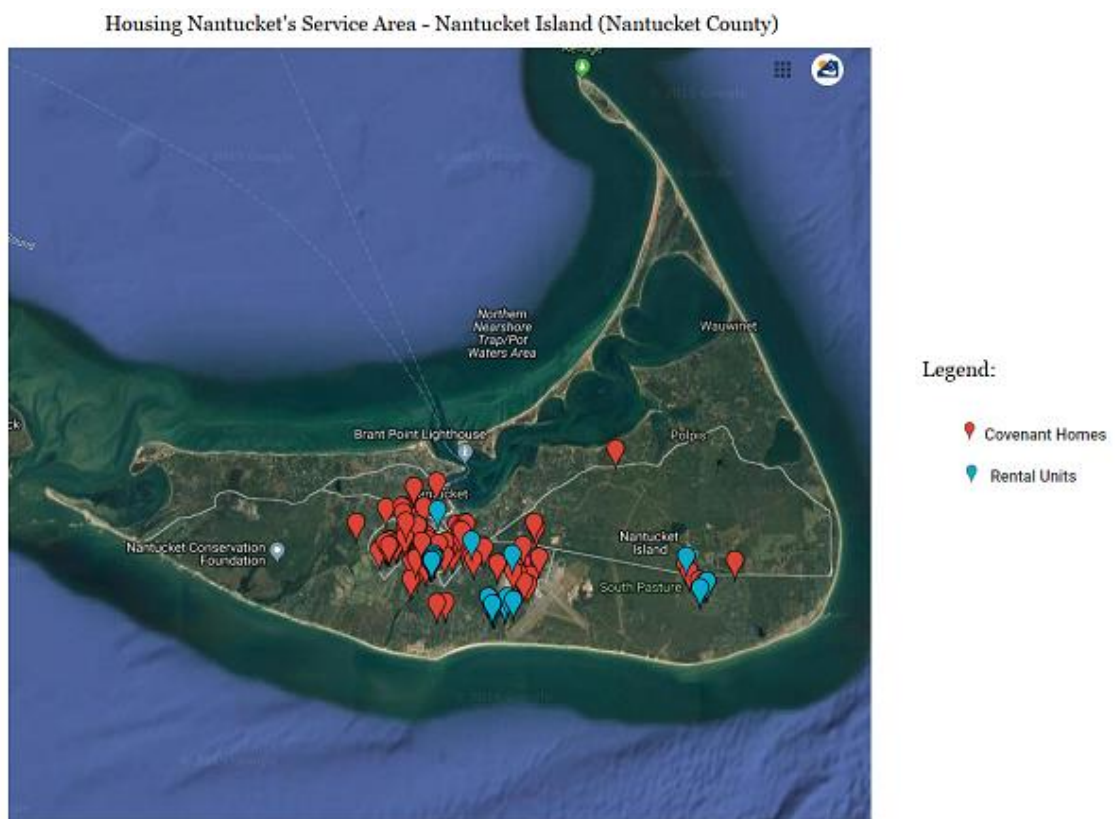 Housing Nantucket's Service Area - Nantucket Island (Nantucket County)
Northern
Nearshore
Trap/Pot
Waters Area
Wauwinet
Legend:
Brant Point Lighthouse
Polpis
Covenant Homes
Rental Units
Nantucket
Nantucket Conservation
Foundation
Nantucket
Island
South Pasture